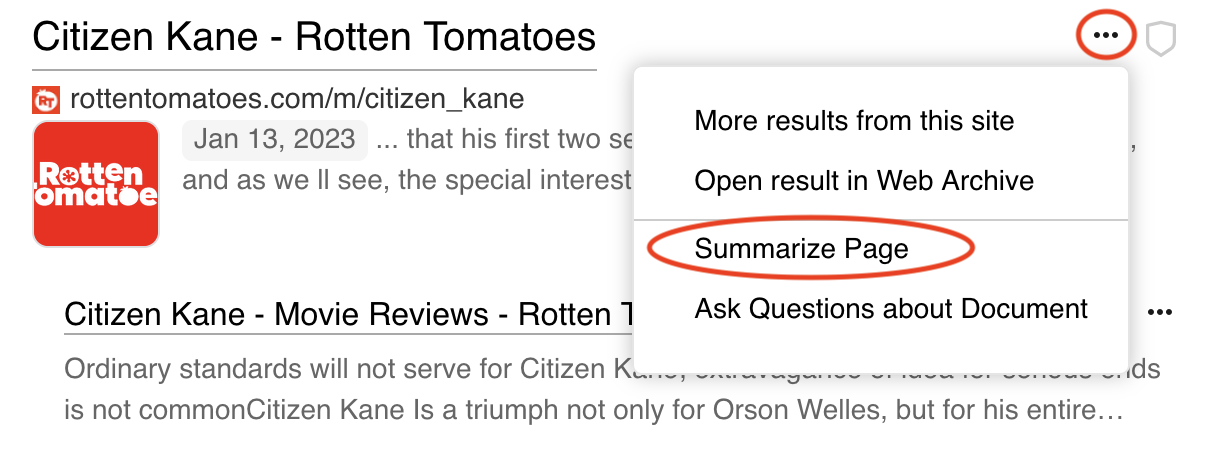 Citizen Kane - Rotten Tomatoes
rottentomatoes.com/m/citizen_kane
Jan 13, 2023 ... that his first two
and as we ll see, the special interest
Rotten
Tomatoe
More results from this site
Open result in Web Archive
Summarize Page
Ask Questions about Document
Citizen Kane - Movie Reviews - Rotten
Ordinary standards will not serve for Citizen Kane, extravagance of idea for serious ends
is not commonCitizen Kane Is a triumph not only for Orson Welles, but for his entire…